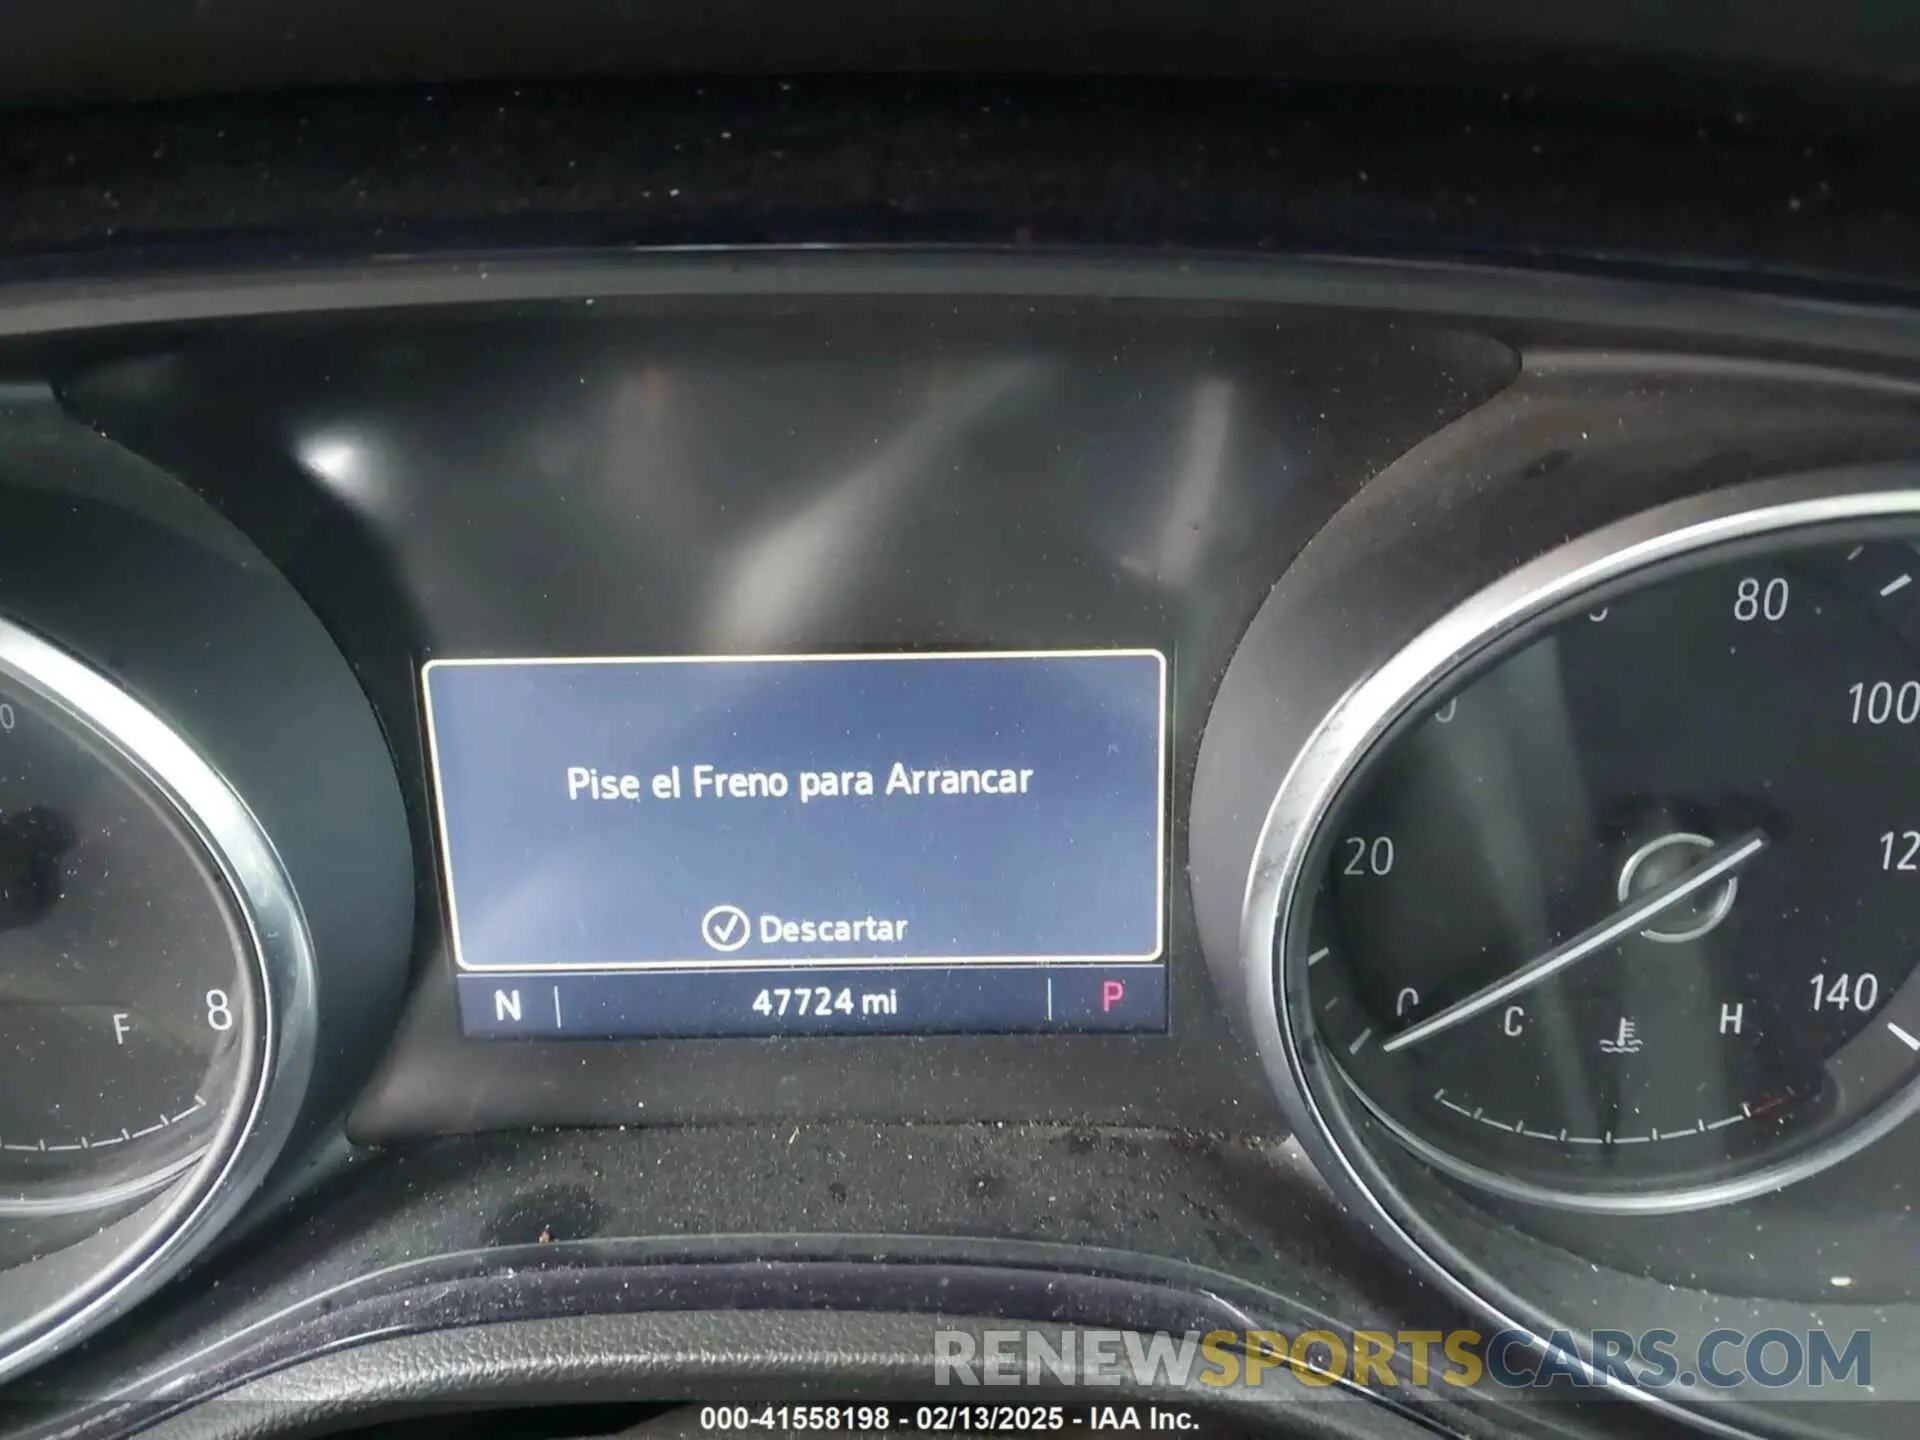 Pise el Freno para Arrancar
Descartar
N 47724 mi P
F 8
20
80
100
12
140
C H
RENEWSPORTSCARS.COM
000-41558198 - 02/13/2025 - IAA Inc.